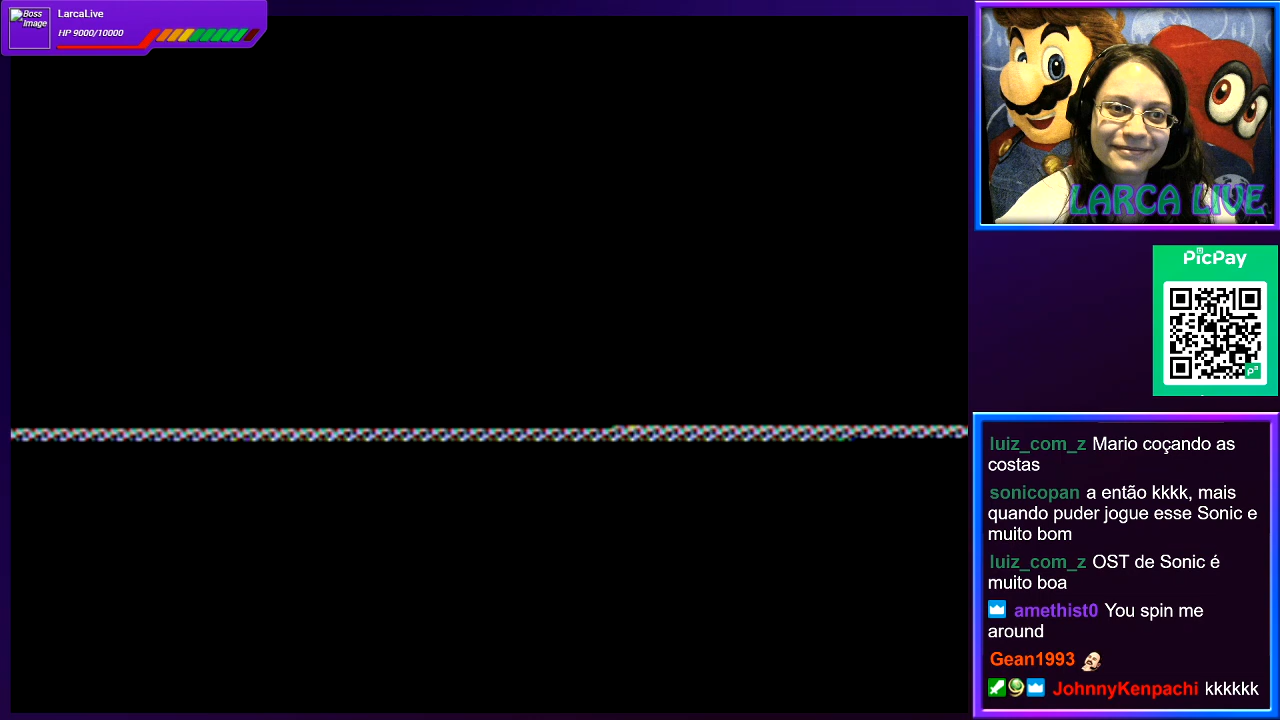 Boss
Image
LarcaLive
HP 9000/10000
LARCA LIVE
PicPay
luiz_com_z Mario coçando as
costas
sonicopan a então kkkk, mais
quando puder jogue esse Sonic e
muito bom
luiz_com_z OST de Sonic é
muito boa
amethist0 You spin me
around
Gean1993
JohnnyKenpachi kkkkkk